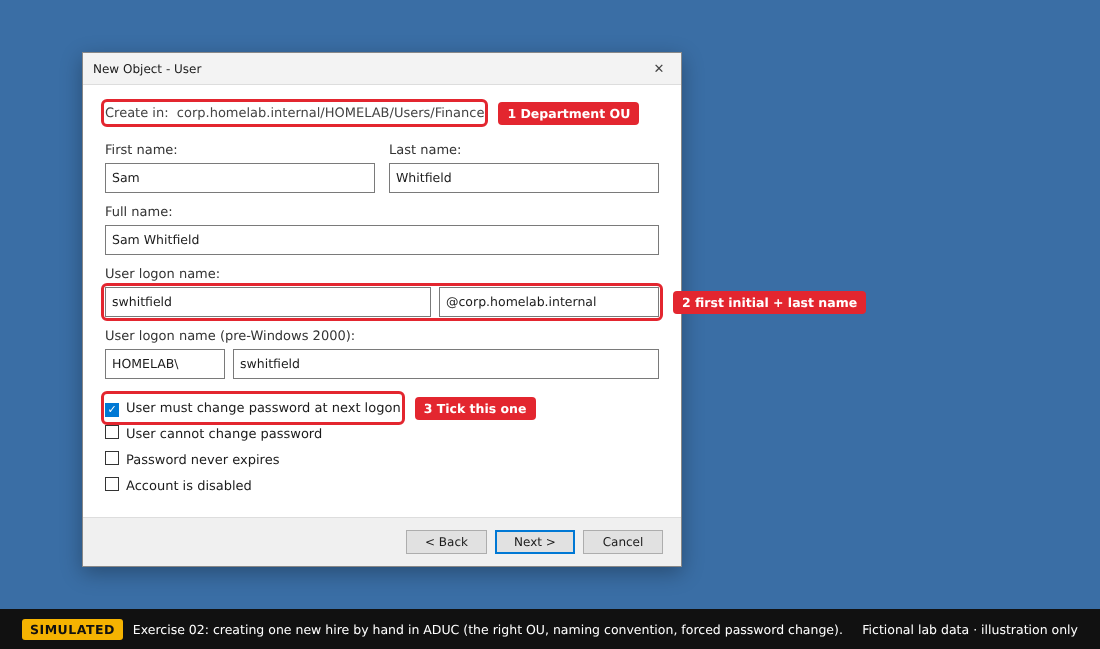 New Object - User ✕
Create in: corp.homelab.internal/HOMELAB/Users/Finance 1 Department OU
First name: Last name:
Sam Whitfield
Full name:
Sam Whitfield
User logon name:
swhitfield @corp.homelab.internal 2 first initial + last name
User logon name (pre-Windows 2000):
HOMELAB\ swhitfield
✓ User must change password at next logon 3 Tick this one
User cannot change password
Password never expires
Account is disabled
< Back Next > Cancel
SIMULATED Exercise 02: creating one new hire by hand in ADUC (the right OU, naming convention, forced password change). Fictional lab data · illustration only